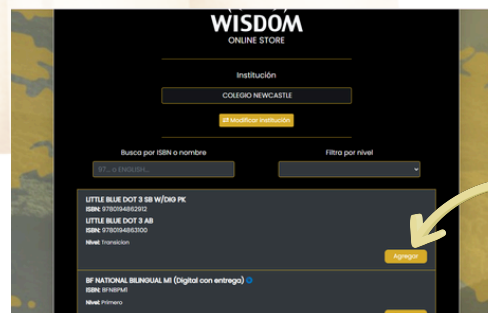 WISDOM
ONLINE STORE
Institución
COLEGIO NEWCASTLE
Modificar institución
Busca por ISBN o nombre
Filtra por nivel
97... o ENGLISH...
LITTLE BLUE DOT 3 SB W/DIG PK
ISBN: 9780194862912
LITTLE BLUE DOT 3 AB
ISBN: 9780194863100
Nivel: Transicion
Agregar
BF NATIONAL BILINGUAL M1 (Digital con entrega)
ISBN: BFNBPM1
Nivel: Primero